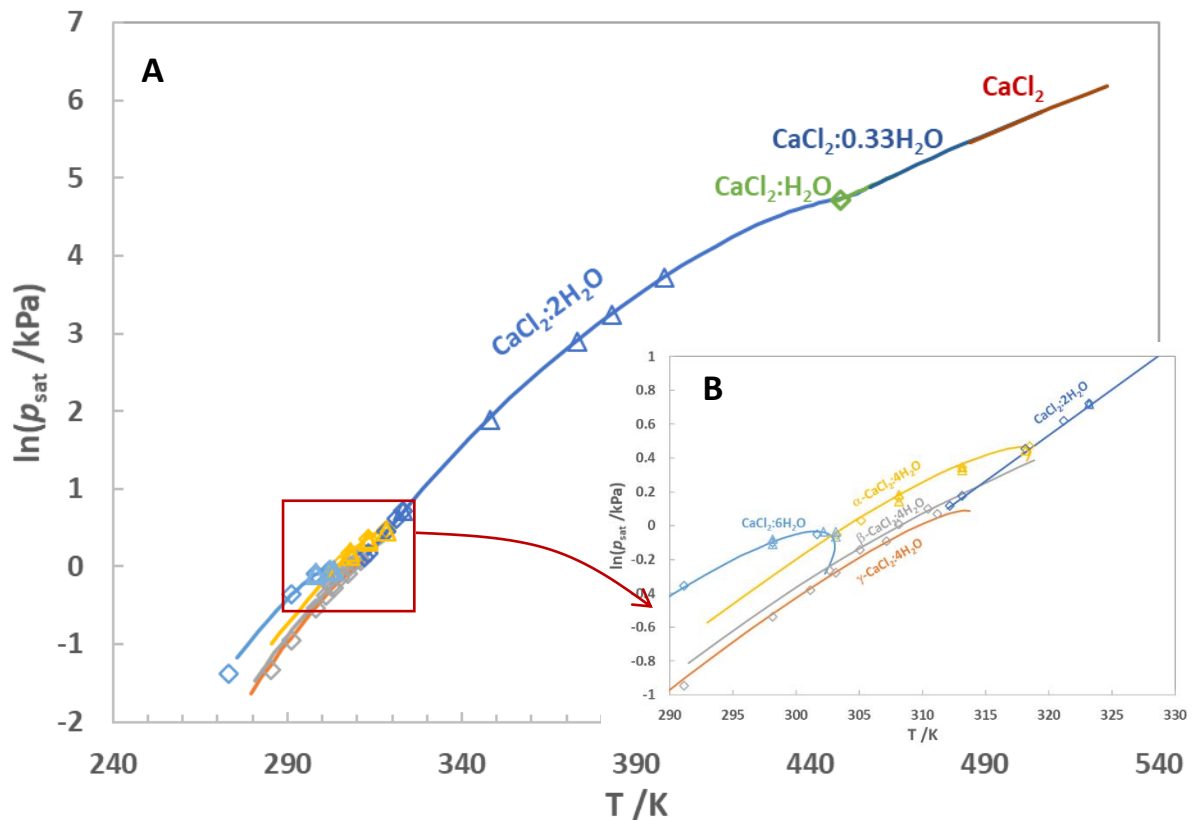 7
A
6
CaCl₂
CaCl₂:0.33H₂O
5
CaCl₂:H₂O
4
ln(p_sat /kPa)
CaCl₂:2H₂O
3
2
1
0
-1
-2
240
290
340
390
440
490
540
T /K
B
1
0.8
0.6
0.4
0.2
0
-0.2
-0.4
-0.6
-0.8
-1
ln(p_sat /kPa)
CaCl₂:2H₂O
α-CaCl₂:4H₂O
CaCl₂:6H₂O
β-CaCl₂:4H₂O
γ-CaCl₂:4H₂O
290
295
300
305
310
315
320
325
330
T /K